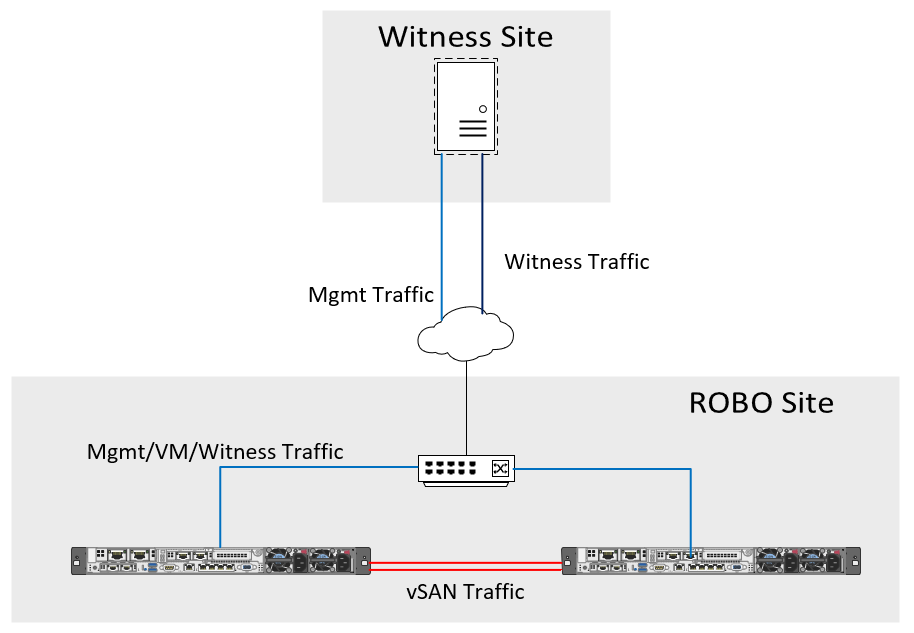 Witness Site
Witness Traffic
Mgmt Traffic
ROBO Site
Mgmt/VM/Witness Traffic
vSAN Traffic